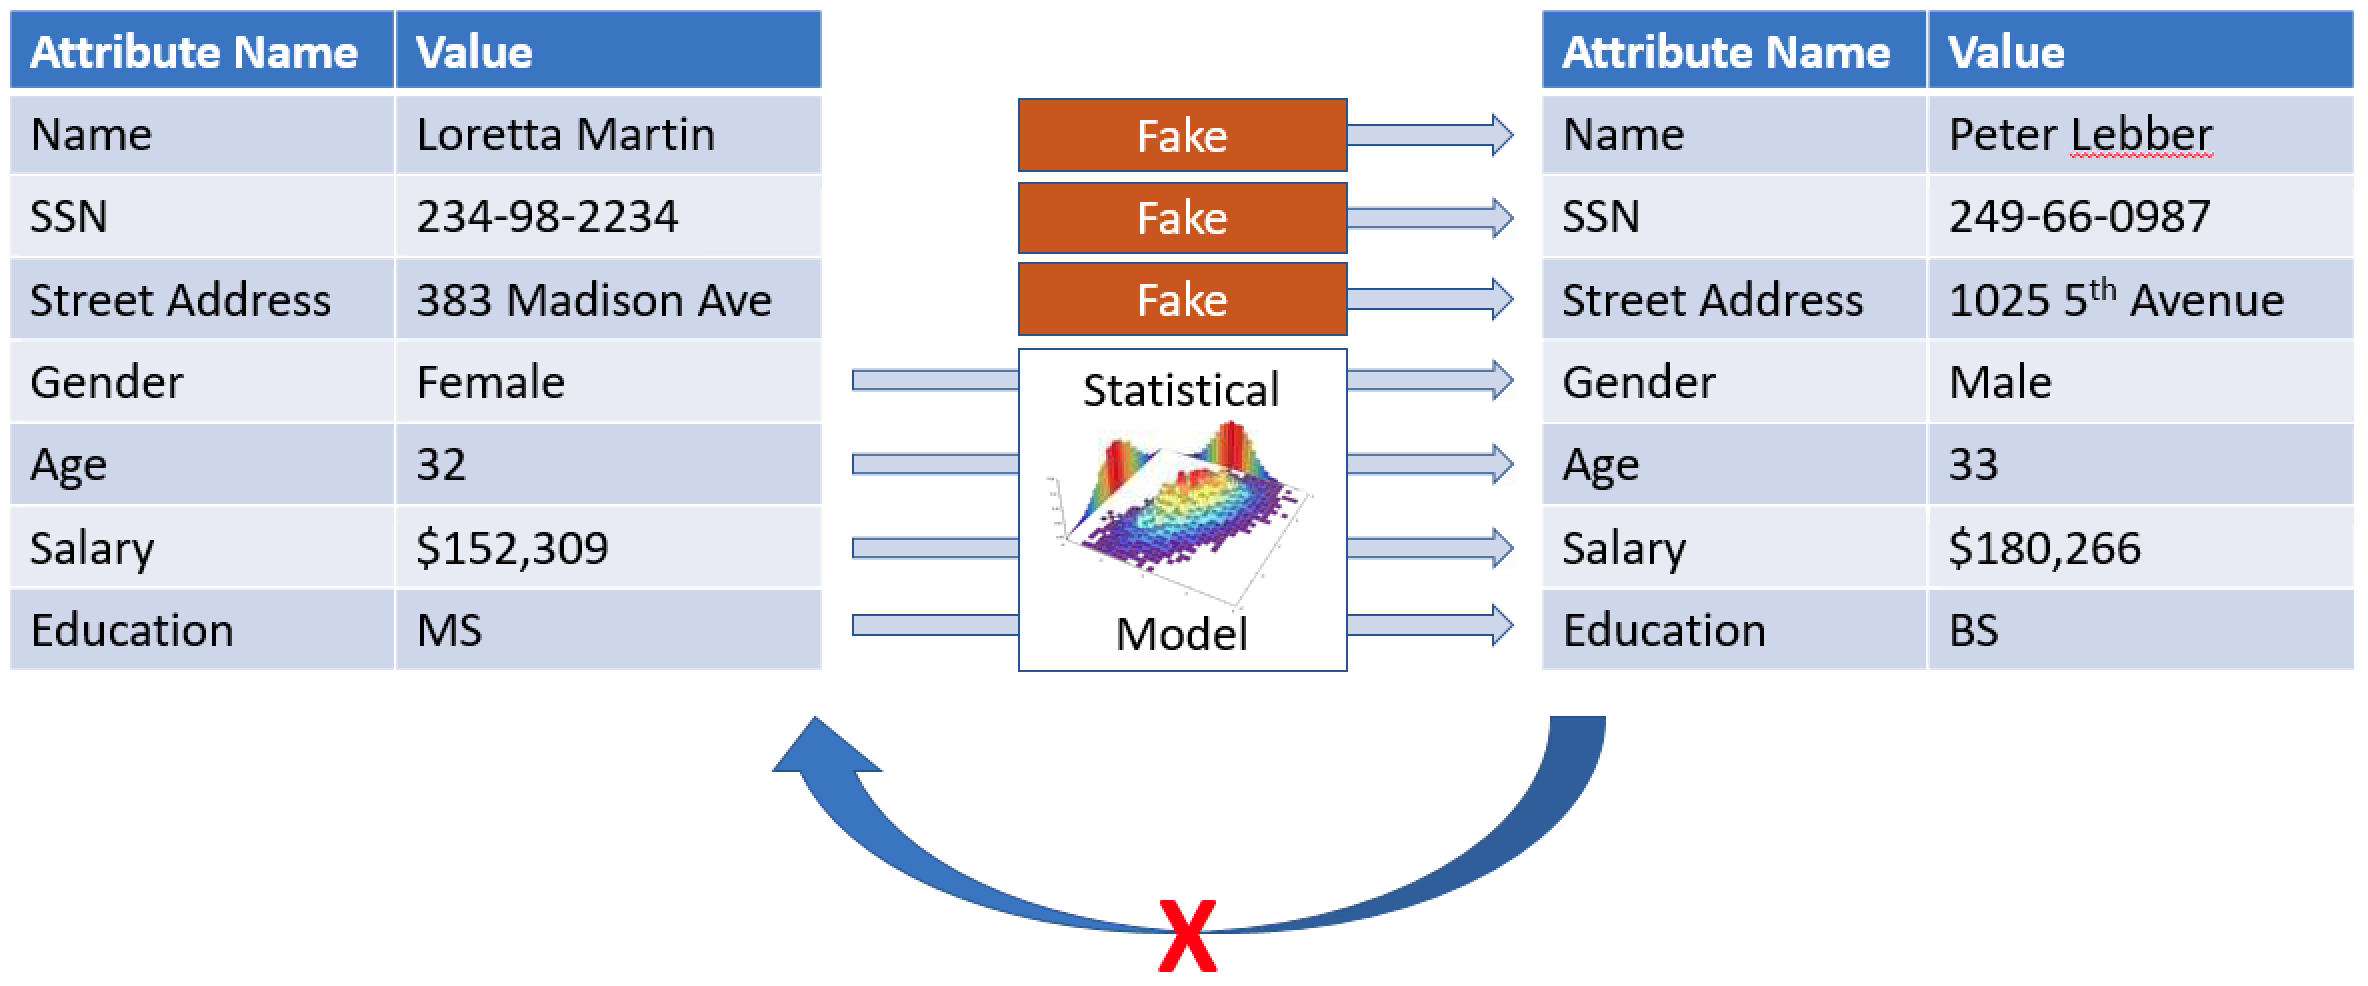 Attribute Name Value
Name Loretta Martin
SSN 234-98-2234
Street Address 383 Madison Ave
Gender Female
Age 32
Salary $152,309
Education MS
Fake
Fake
Fake
Statistical
Model
Attribute Name Value
Name Peter Lebber
SSN 249-66-0987
Street Address 1025 5th Avenue
Gender Male
Age 33
Salary $180,266
Education BS
X